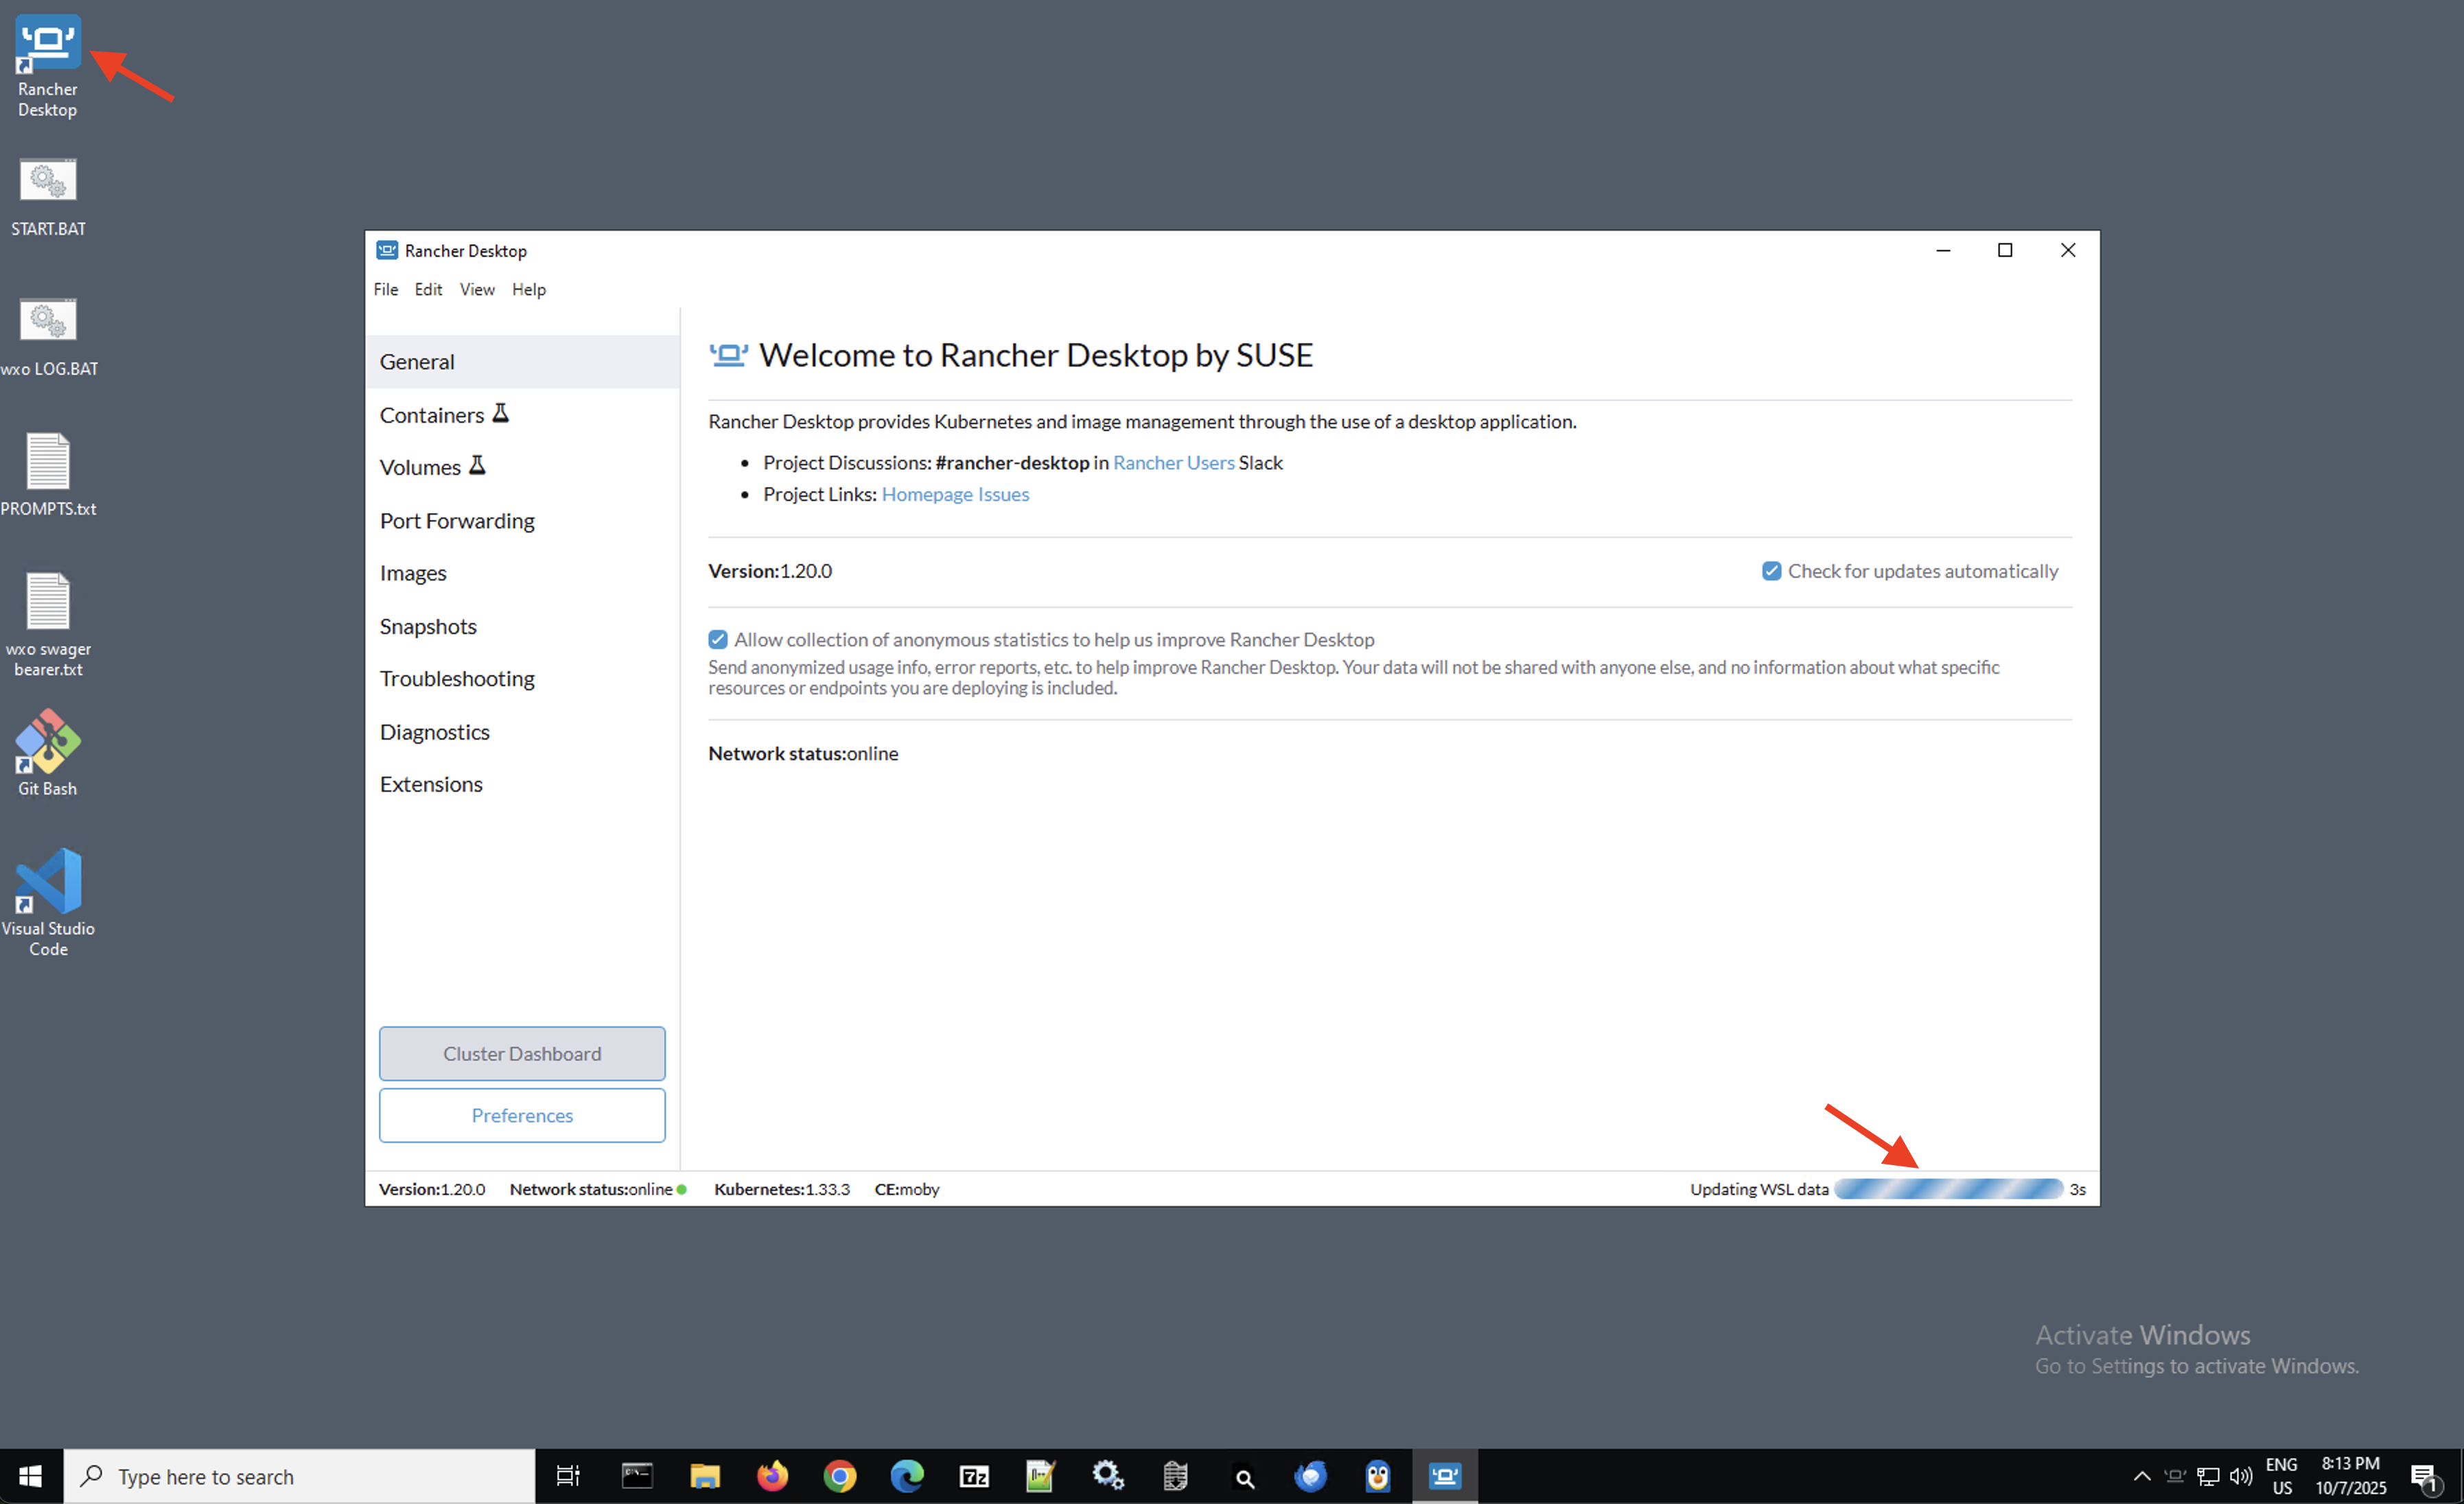 Rancher
Desktop
START.BAT
wxo LOG.BAT
PROMPTS.txt
wxo swager
bearer.txt
Git Bash
Visual Studio
Code
Rancher Desktop
File Edit View Help
General
Containers
Volumes
Port Forwarding
Images
Snapshots
Troubleshooting
Diagnostics
Extensions
Cluster Dashboard
Preferences
Welcome to Rancher Desktop by SUSE
Rancher Desktop provides Kubernetes and image management through the use of a desktop application.
Project Discussions: #rancher-desktop in Rancher Users Slack
Project Links: Homepage Issues
Version:1.20.0
Check for updates automatically
Allow collection of anonymous statistics to help us improve Rancher Desktop
Send anonymized usage info, error reports, etc. to help improve Rancher Desktop. Your data will not be shared with anyone else, and no information about what specific
resources or endpoints you are deploying is included.
Network status:online
Version:1.20.0 Network status:online Kubernetes:1.33.3 CE:moby Updating WSL data 3s
Activate Windows
Go to Settings to activate Windows.
Type here to search
7z
ENG
US
8:13 PM
10/7/2025
1